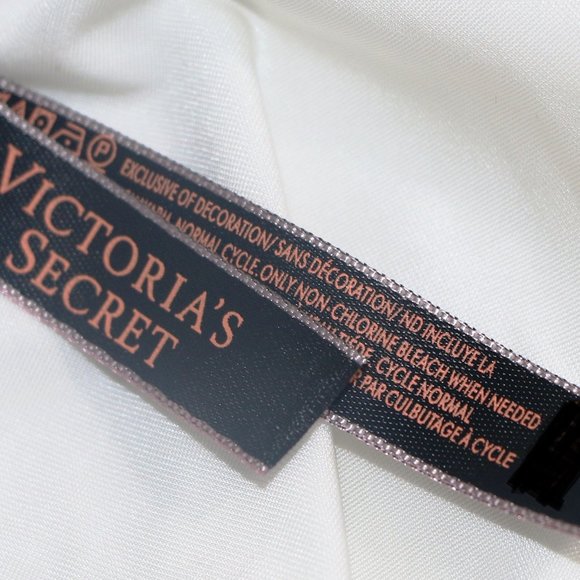 VICTORIA'S
SECRET
P
EXCLUSIVE OF DECORATION/ SANS DÉCORATION/ NO INCLUYE LA
NORMAL CYCLE. ONLY NON-CHLORINE BLEACH WHEN NEEDED
CYCLE NORMAL
PAR CULBUTAGE À CYCLE